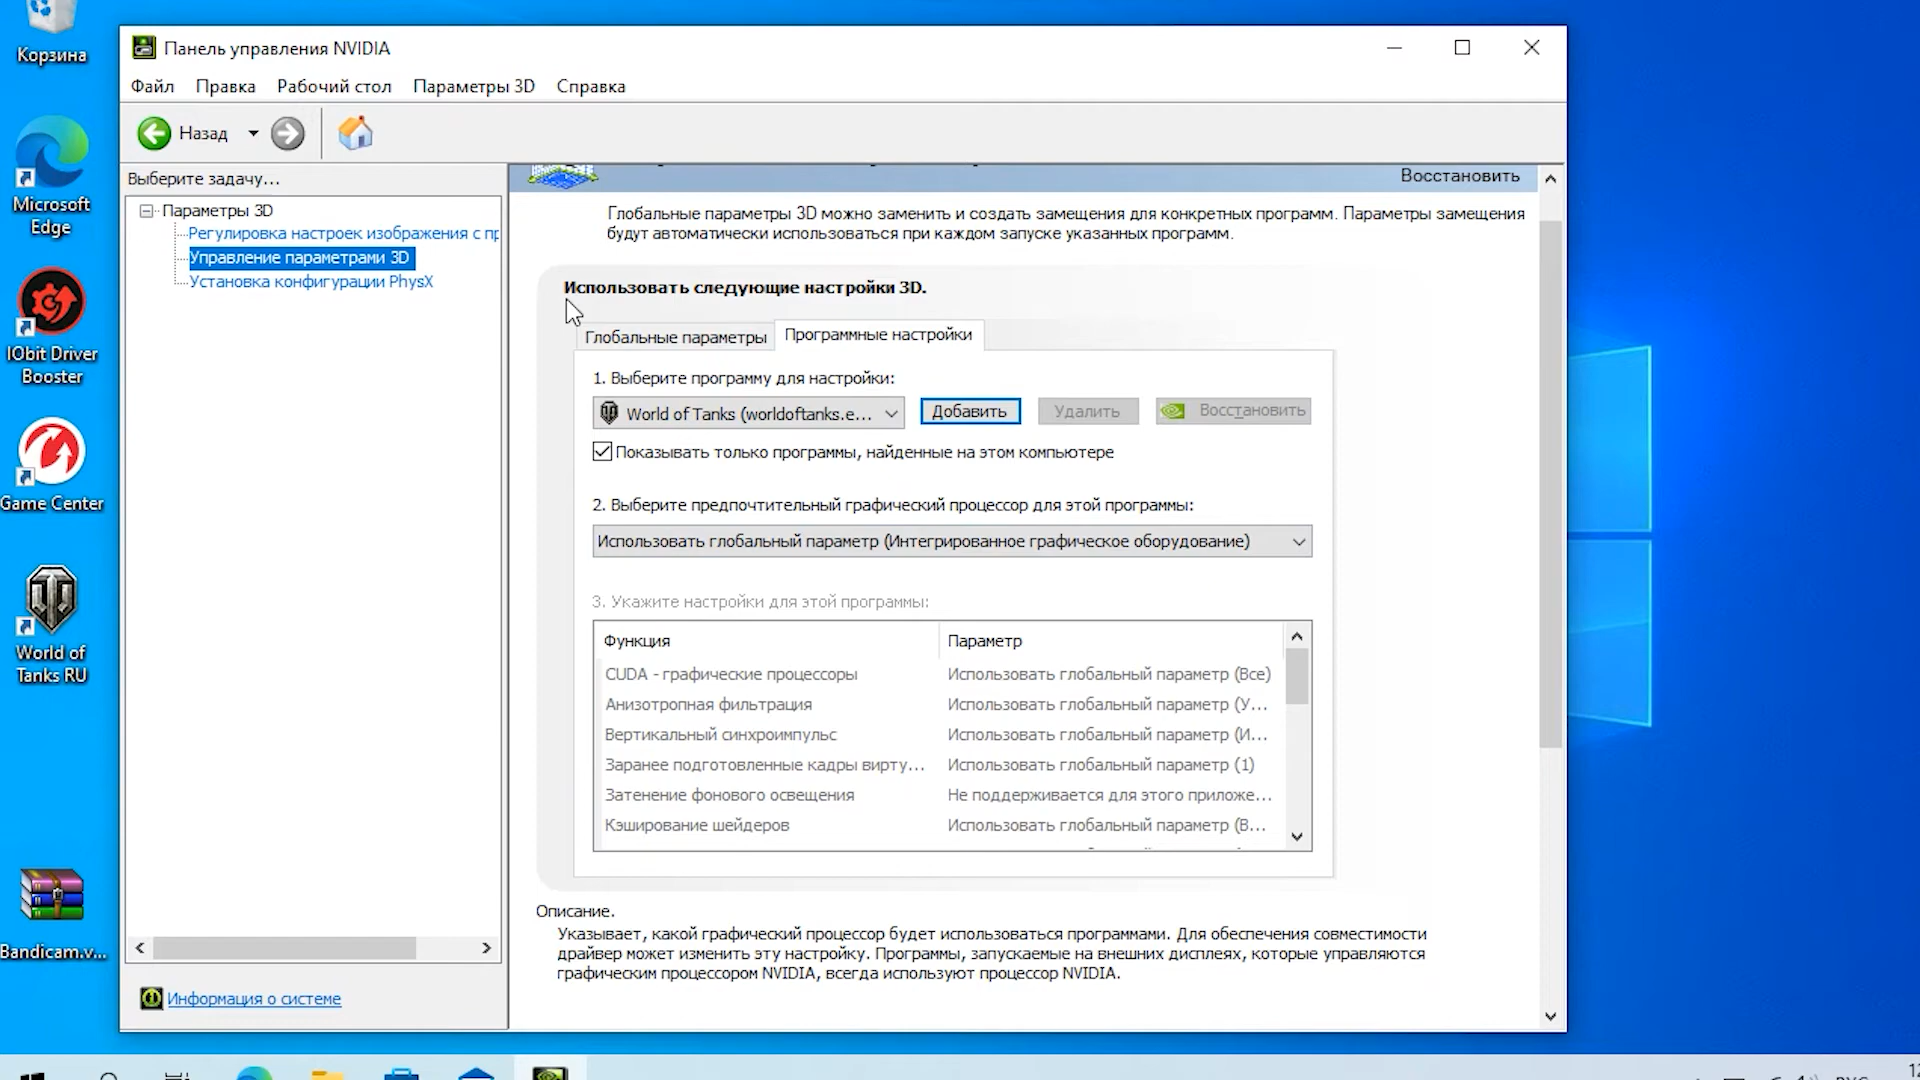 Корзина
Microsoft
Edge
IObit Driver
Booster
Game Center
World of
Tanks RU
Bandicam.v...
Панель управления NVIDIA
Файл Правка Рабочий стол Параметры 3D Справка
Назад
Выберите задачу...
Параметры 3D
Регулировка настроек изображения с пр
Управление параметрами 3D
Установка конфигурации PhysX
Информация о системе
Восстановить
Глобальные параметры 3D можно заменить и создать замещения для конкретных программ. Параметры замещения
будут автоматически использоваться при каждом запуске указанных программ.
Использовать следующие настройки 3D.
Глобальные параметры Программные настройки
1. Выберите программу для настройки:
World of Tanks (worldoftanks.e... Добавить Удалить Восстановить
Показывать только программы, найденные на этом компьютере
2. Выберите предпочтительный графический процессор для этой программы:
Использовать глобальный параметр (Интегрированное графическое оборудование)
3. Укажите настройки для этой программы:
Функция Параметр
CUDA - графические процессоры Использовать глобальный параметр (Все)
Анизотропная фильтрация Использовать глобальный параметр (У...
Вертикальный синхроимпульс Использовать глобальный параметр (И...
Заранее подготовленные кадры вирту... Использовать глобальный параметр (1)
Затенение фонового освещения Не поддерживается для этого приложе...
Кэширование шейдеров Использовать глобальный параметр (В...
Описание.
Указывает, какой графический процессор будет использоваться программами. Для обеспечения совместимости
драйвер может изменить эту настройку. Программы, запускаемые на внешних дисплеях, которые управляются
графическим процессором NVIDIA, всегда используют процессор NVIDIA.